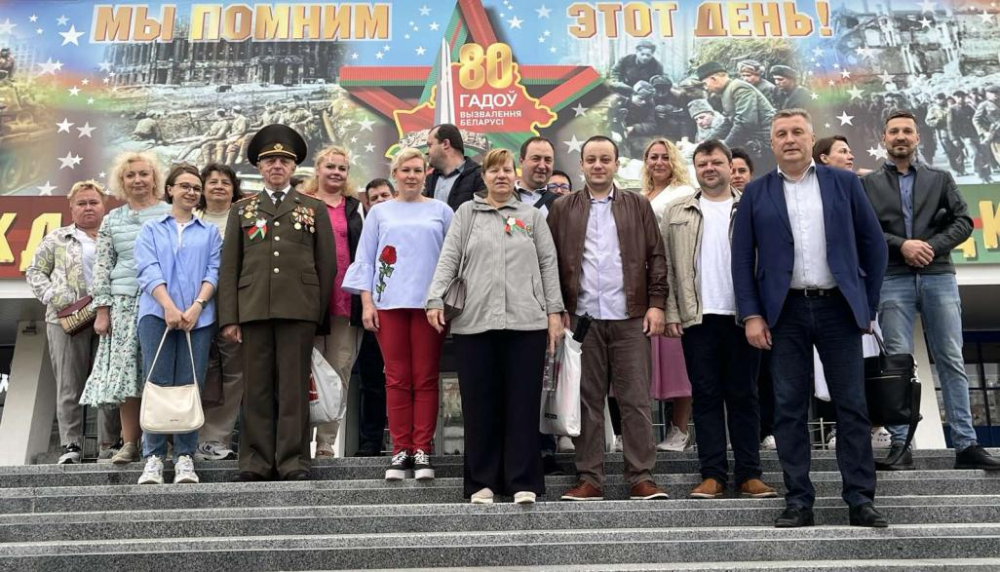 МЫ ПОМНИМ
ЭТОТ ДЕНЬ!
80
ГАДОЎ
ВЫЗВАЛЕННЯ
БЕЛАРУСІ